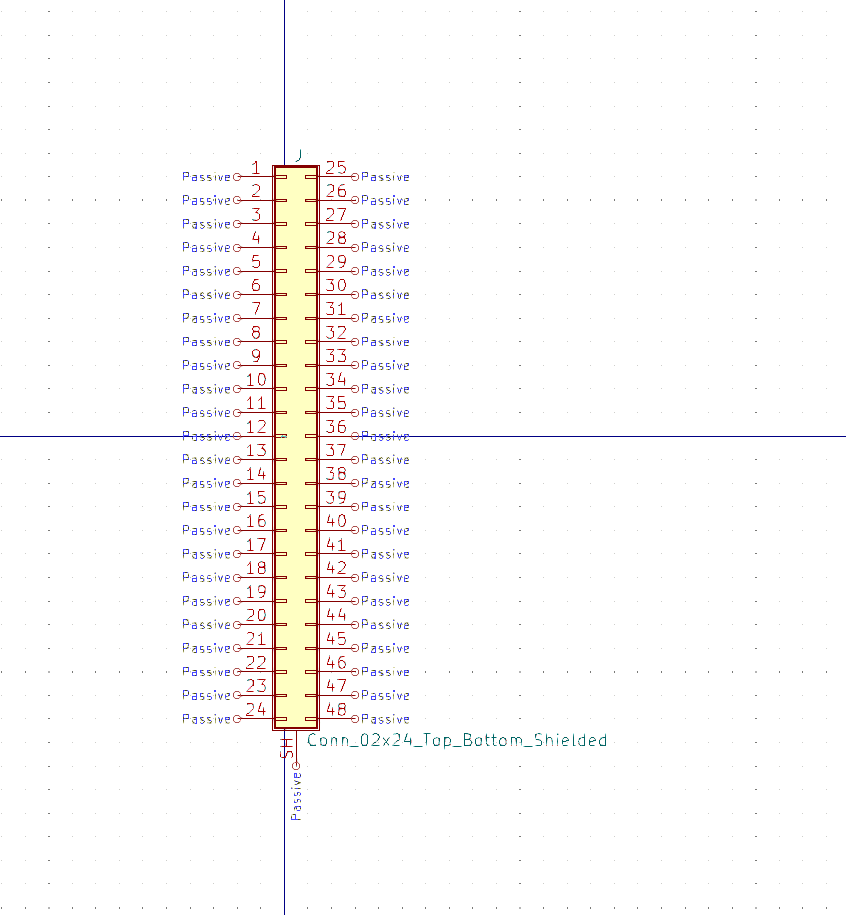 J
Passive 1 25 Passive
Passive 2 26 Passive
Passive 3 27 Passive
Passive 4 28 Passive
Passive 5 29 Passive
Passive 6 30 Passive
Passive 7 31 Passive
Passive 8 32 Passive
Passive 9 33 Passive
Passive 10 34 Passive
Passive 11 35 Passive
Passive 12 36 Passive
Passive 13 37 Passive
Passive 14 38 Passive
Passive 15 39 Passive
Passive 16 40 Passive
Passive 17 41 Passive
Passive 18 42 Passive
Passive 19 43 Passive
Passive 20 44 Passive
Passive 21 45 Passive
Passive 22 46 Passive
Passive 23 47 Passive
Passive 24 48 Passive
SH
Conn_02x24_Top_Bottom_Shielded
Passive